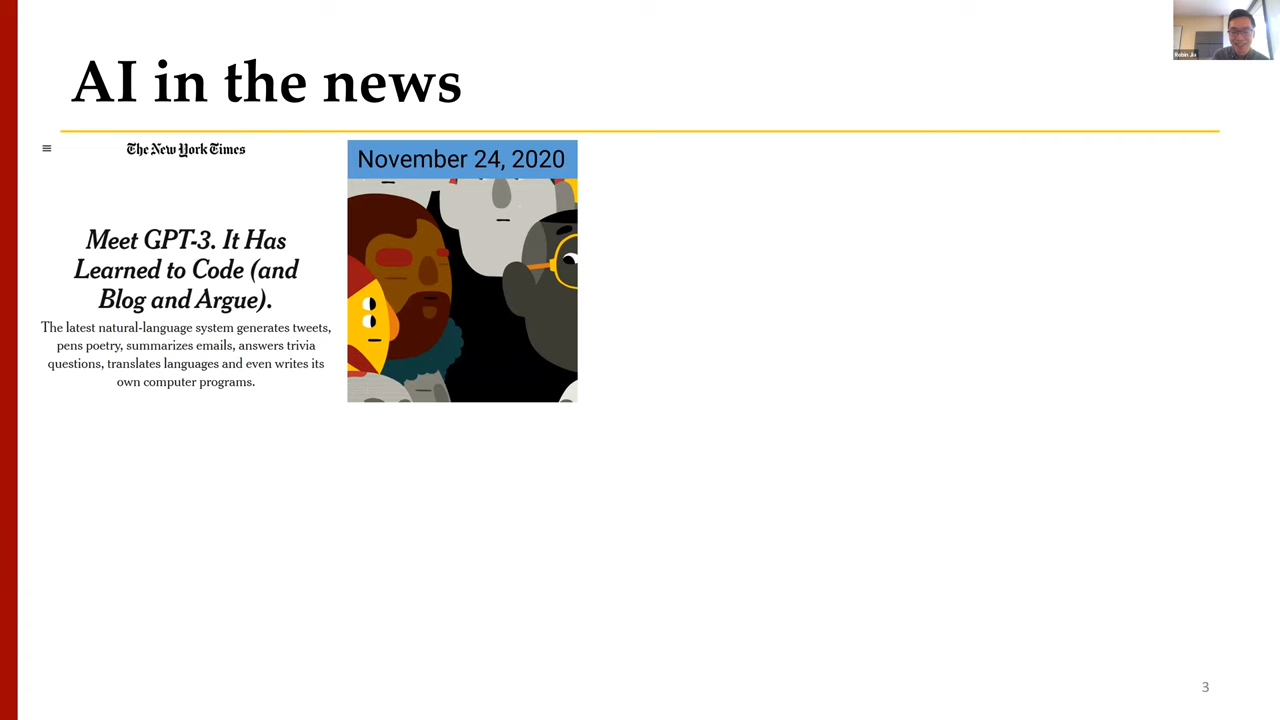 AI in the news
The New York Times
November 24, 2020
Meet GPT-3. It Has
Learned to Code (and
Blog and Argue).
The latest natural-language system generates tweets,
pens poetry, summarizes emails, answers trivia
questions, translates languages and even writes its
own computer programs.
Robin Jia
3